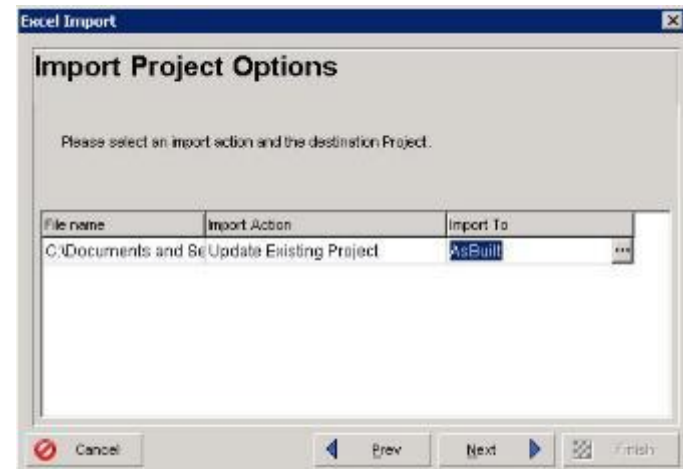 Excel Import
Import Project Options
Please select an import action and the destination Project.
File name Import Action Import To
C:\Documents and Se Update Existing Project AsBuilt ...
Cancel Prev Next Finish